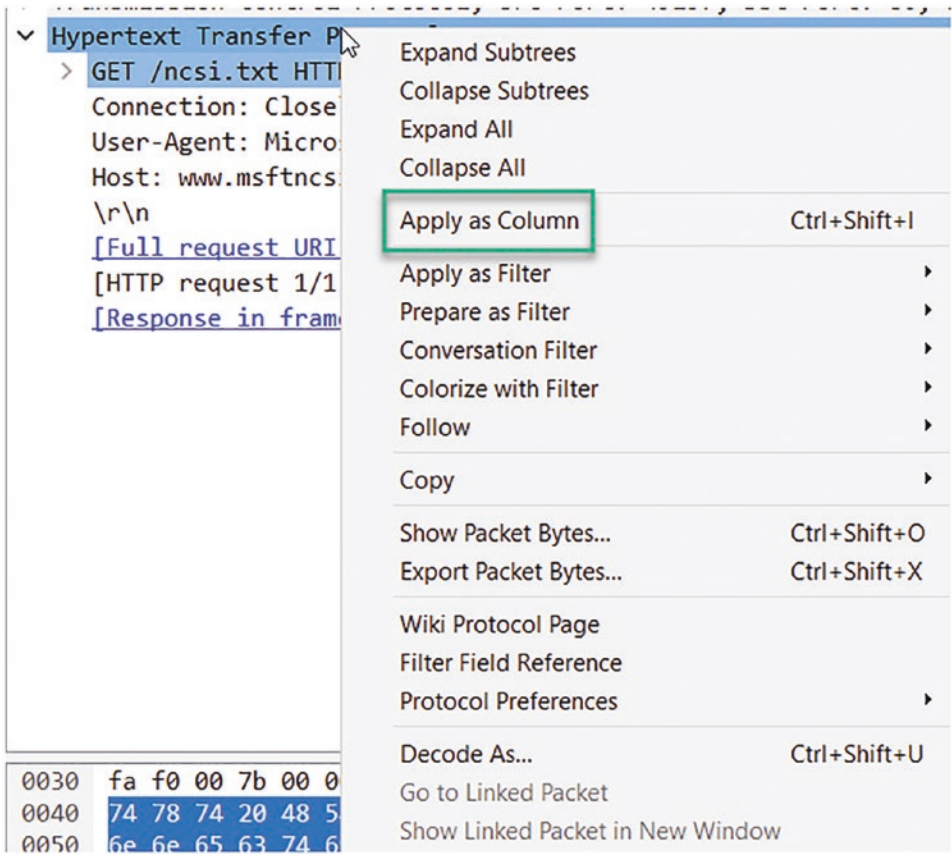 Hypertext Transfer P
GET /ncsi.txt HTT
Connection: Close
User-Agent: Micro
Host: www.msftncs
\r\n
[Full request URI
[HTTP request 1/1
[Response in fram
Expand Subtrees
Collapse Subtrees
Expand All
Collapse All
Apply as Column Ctrl+Shift+I
Apply as Filter
Prepare as Filter
Conversation Filter
Colorize with Filter
Follow
Copy
Show Packet Bytes... Ctrl+Shift+O
Export Packet Bytes... Ctrl+Shift+X
Wiki Protocol Page
Filter Field Reference
Protocol Preferences
Decode As... Ctrl+Shift+U
Go to Linked Packet
Show Linked Packet in New Window
0030 fa f0 00 7b 00 0
0040 74 78 74 20 48 5
0050 6e 6e 65 63 74 6